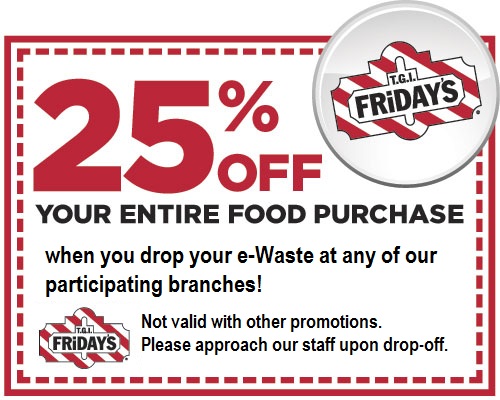 T.G.I.
FRiDAY'S
25% OFF
YOUR ENTIRE FOOD PURCHASE
when you drop your e-Waste at any of our
participating branches!
T.G.I.
FRiDAY'S
Not valid with other promotions.
Please approach our staff upon drop-off.